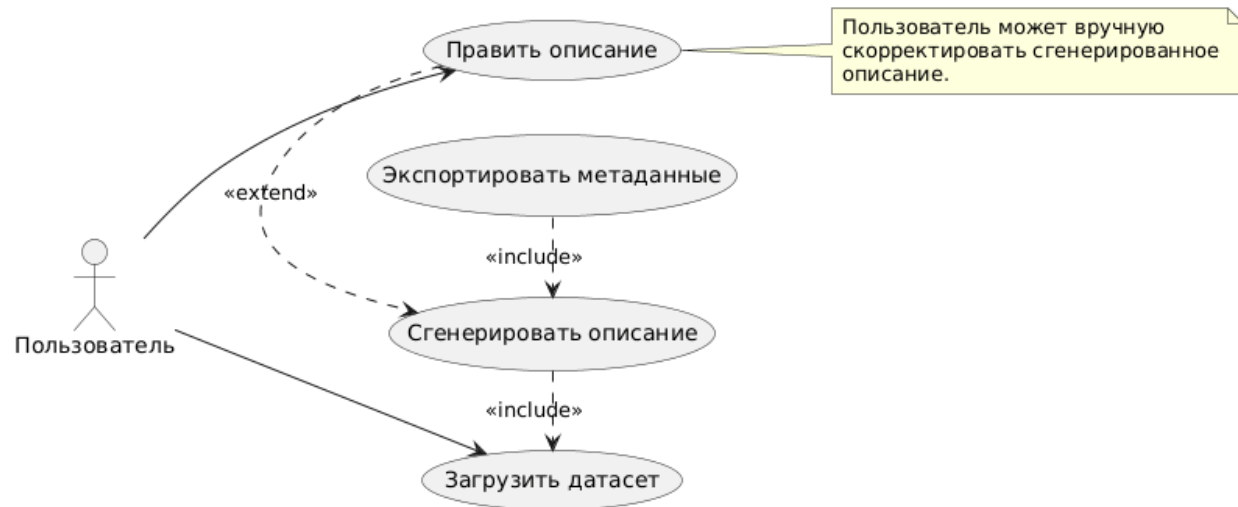 Править описание
Пользователь может вручную
скорректировать сгенерированное
описание.
Экспортировать метаданные
«extend»
«include»
Сгенерировать описание
Пользователь
«include»
Загрузить датасет